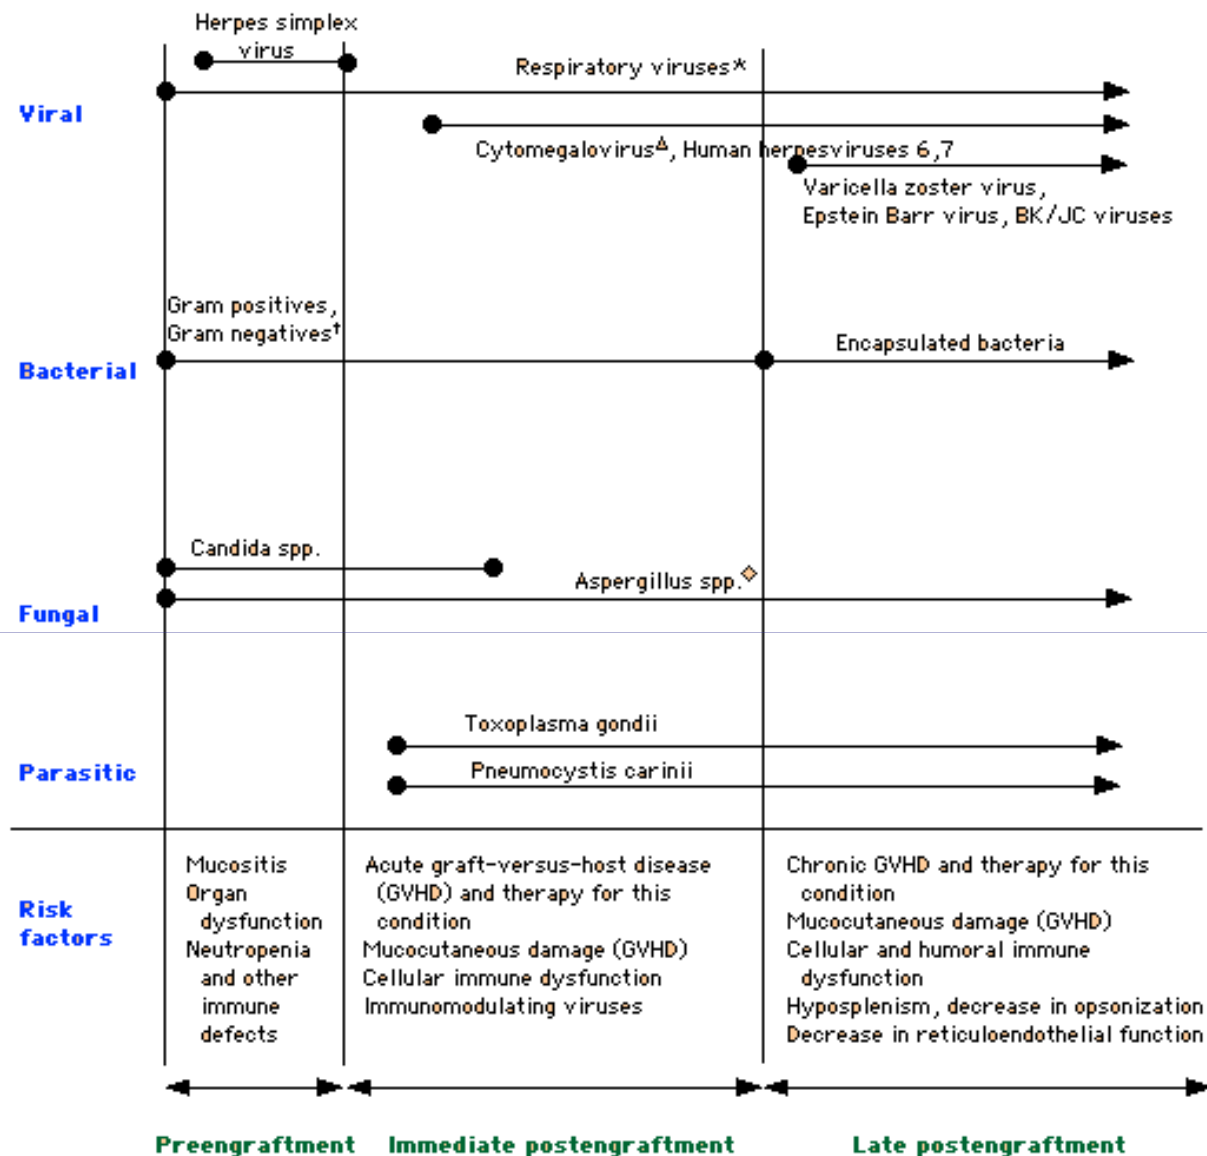 Herpes simplex
virus
Respiratory viruses*
Viral
Cytomegalovirus^Δ, Human herpesviruses 6,7
Varicella zoster virus,
Epstein Barr virus, BK/JC viruses
Gram positives,
Gram negatives†
Encapsulated bacteria
Bacterial
Candida spp.
Aspergillus spp.◇
Fungal
Toxoplasma gondii
Parasitic
Pneumocystis carinii
Risk
factors
Mucositis
Organ
dysfunction
Neutropenia
and other
immune
defects
Acute graft-versus-host disease
(GVHD) and therapy for this
condition
Mucocutaneous damage (GVHD)
Cellular immune dysfunction
Immunomodulating viruses
Chronic GVHD and therapy for this
condition
Mucocutaneous damage (GVHD)
Cellular and humoral immune
dysfunction
Hyposplenism, decrease in opsonization
Decrease in reticuloendothelial function
Preengraftment
Immediate postengraftment
Late postengraftment